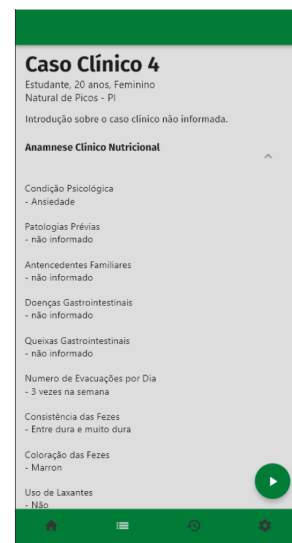 Caso Clínico 4
Estudante, 20 anos, Feminino
Natural de Picos - PI
Introdução sobre o caso clínico não informada.
Anamnese Clínico Nutricional
Condição Psicológica
- Ansiedade
Patologias Prévias
- não informado
Antencedentes Familiares
- não informado
Doenças Gastrointestinais
- não informado
Queixas Gastrointestinais
- não informado
Numero de Evacuações por Dia
- 3 vezes na semana
Consistência das Fezes
- Entre dura e muito dura
Coloração das Fezes
- Marron
Uso de Laxantes
- Não